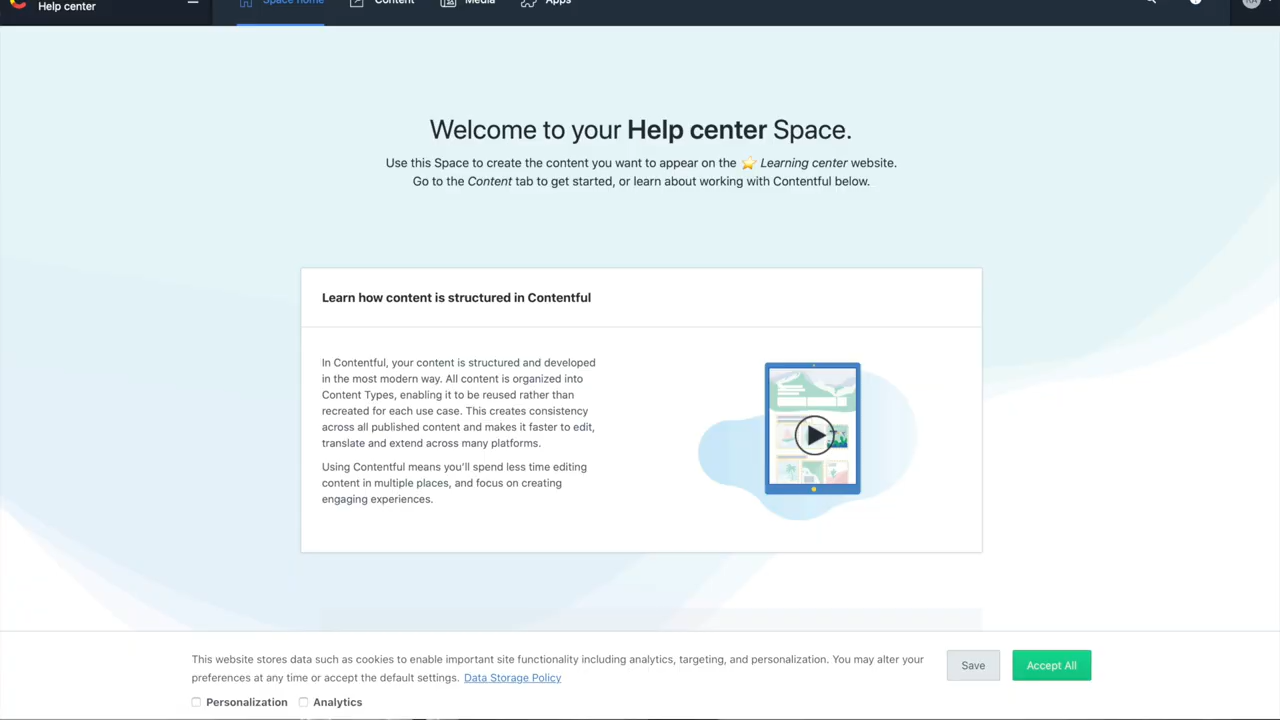 Help center
Space home
Content
Media
Apps
Welcome to your Help center Space.
Use this Space to create the content you want to appear on the ⭐ Learning center website.
Go to the Content tab to get started, or learn about working with Contentful below.
Learn how content is structured in Contentful
In Contentful, your content is structured and developed
in the most modern way. All content is organized into
Content Types, enabling it to be reused rather than
recreated for each use case. This creates consistency
across all published content and makes it faster to edit,
translate and extend across many platforms.
Using Contentful means you’ll spend less time editing
content in multiple places, and focus on creating
engaging experiences.
This website stores data such as cookies to enable important site functionality including analytics, targeting, and personalization. You may alter your
preferences at any time or accept the default settings. Data Storage Policy
Save
Accept All
Personalization
Analytics